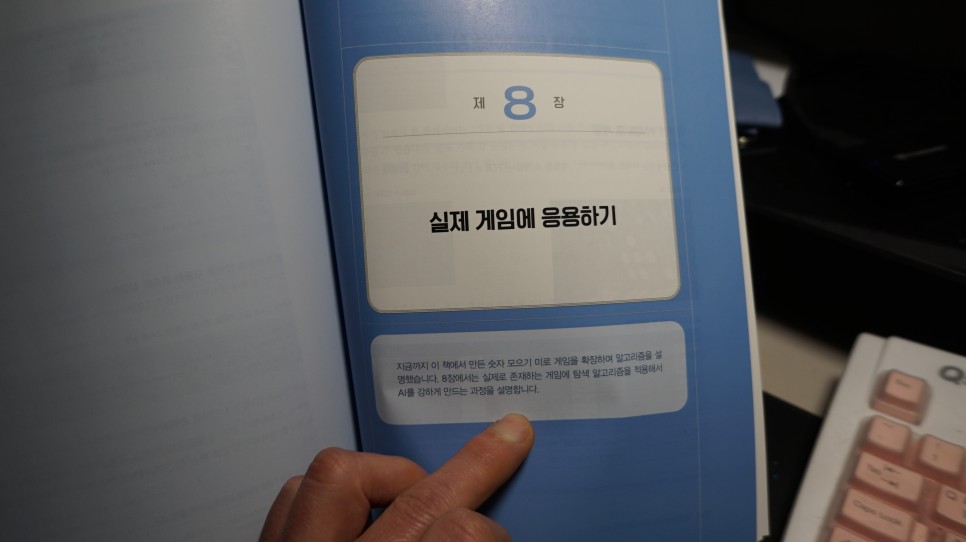 제 8 장
실제 게임에 응용하기
지금까지 이 책에서 만든 숫자 모으기 미로 게임을 확장하며 알고리즘을 설
명했습니다. 8장에서는 실제로 존재하는 게임에 탐색 알고리즘을 적용해서
AI를 강하게 만드는 과정을 설명합니다.
Q
Esc
Tab
Q
Caps Lock